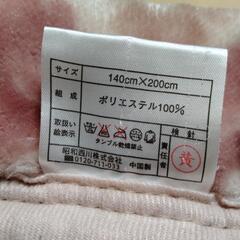 サイズ 140cm×200cm
組成 ポリエステル100%
取扱い絵表示
タンブル乾燥禁止
検針
責任者
黄
昭和西川株式会社
0120-711-013 中国製